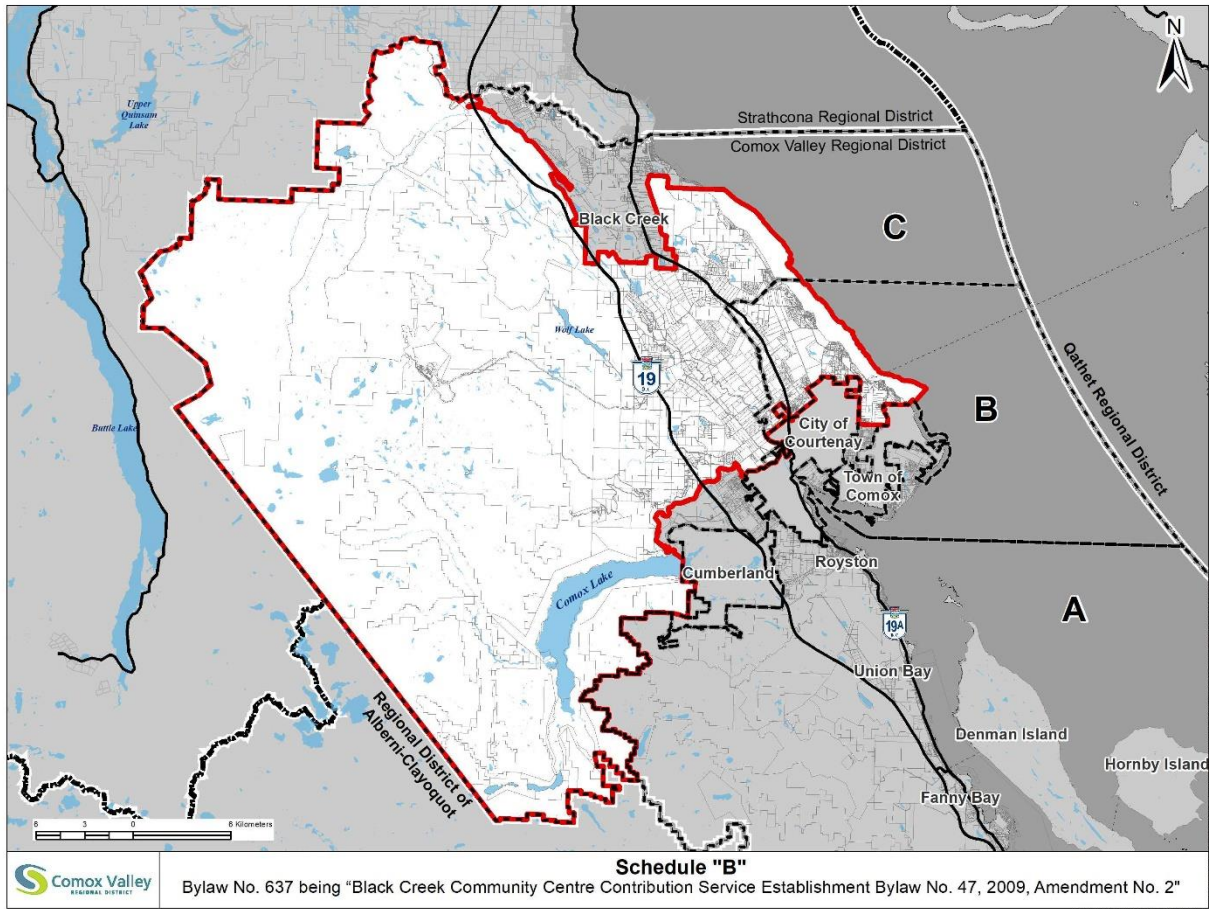 N
Upper
Quinsam
Lake
Strathcona Regional District
Comox Valley Regional District
Black Creek
C
Wolf Lake
19
Qathet Regional District
B
Buttle Lake
City of
Courtenay
Town of
Comox
Comox Lake
Cumberland
Royston
A
19A
Union Bay
Regional District of
Alberni-Clayoquot
Denman Island
Hornby Island
Fanny Bay
6 3 0 6 Kilometers
Comox Valley
REGIONAL DISTRICT
Schedule "B"
Bylaw No. 637 being “Black Creek Community Centre Contribution Service Establishment Bylaw No. 47, 2009, Amendment No. 2"